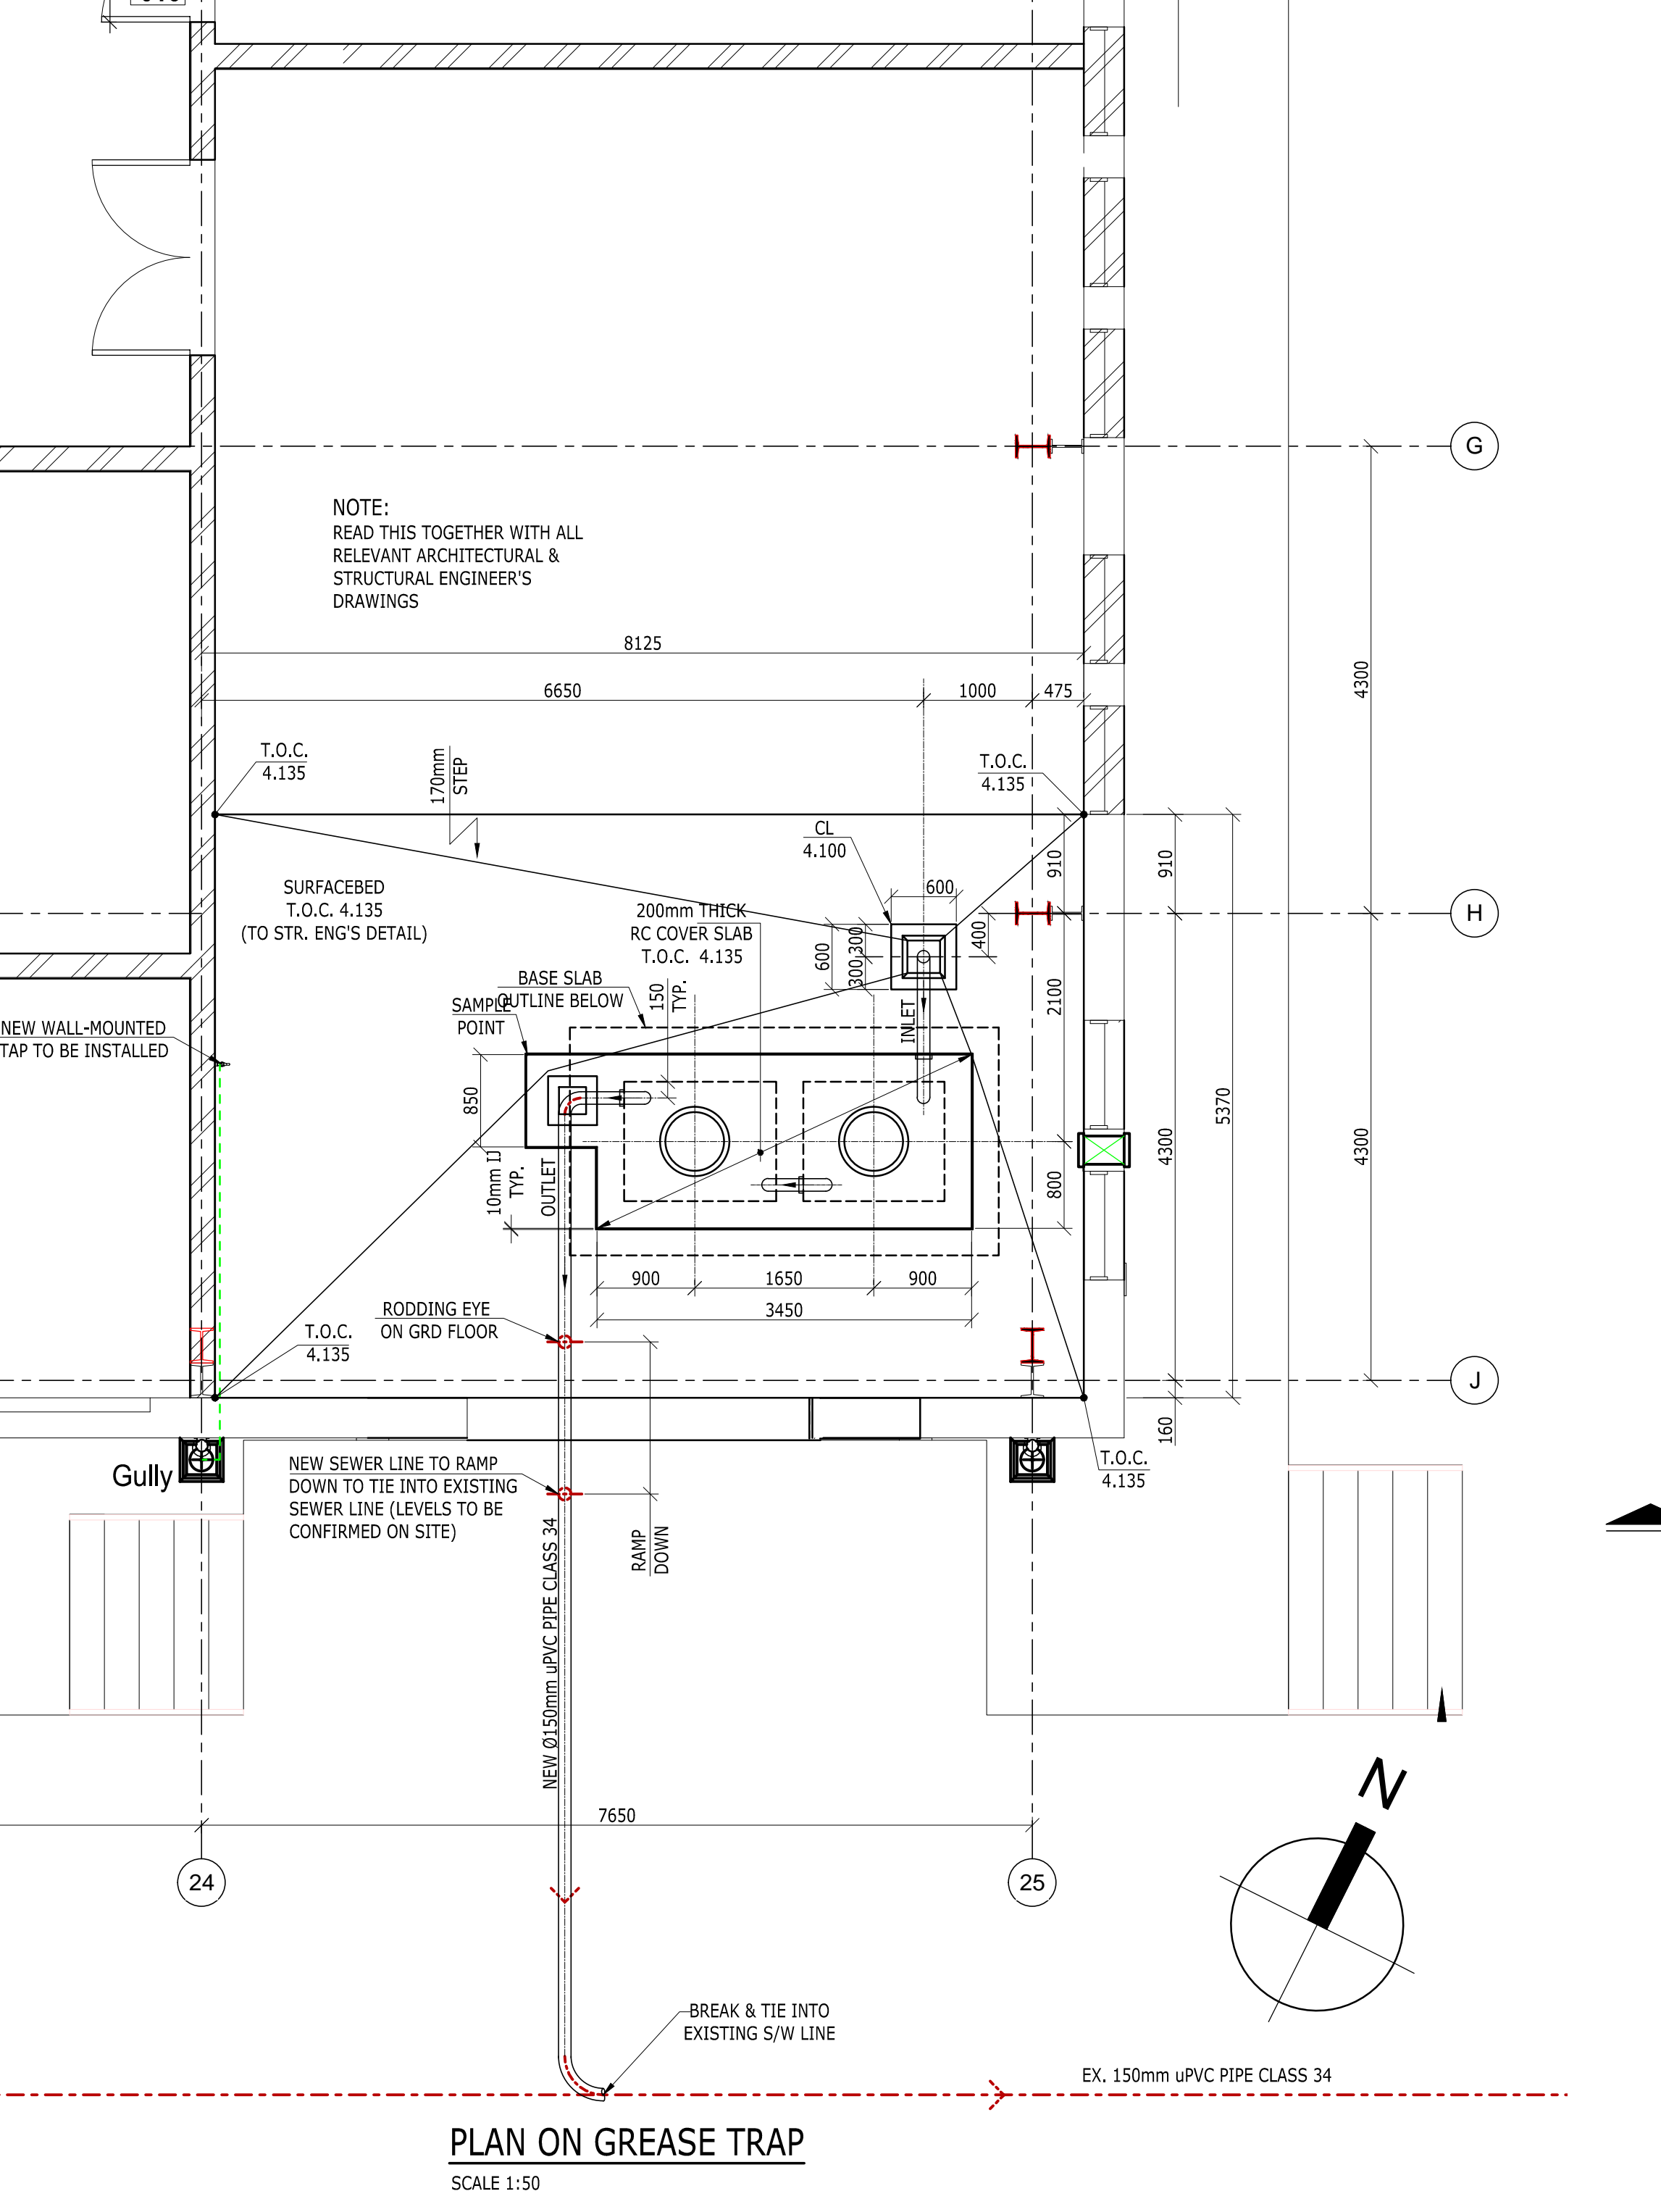 G
NOTE:
READ THIS TOGETHER WITH ALL
RELEVANT ARCHITECTURAL &
STRUCTURAL ENGINEER'S
DRAWINGS
8125
4300
6650
1000
475
T.O.C.
4.135
170mm
STEP
T.O.C.
4.135
CL
4.100
910
910
SURFACEBED
T.O.C. 4.135
(TO STR. ENG'S DETAIL)
200mm THICK
RC COVER SLAB
T.O.C. 4.135
600
600
300
300
400
H
BASE SLAB
OUTLINE BELOW
SAMPLE
POINT
150
TYP.
INLET
2100
NEW WALL-MOUNTED
TAP TO BE INSTALLED
850
5370
4300
4300
10mm IJ
TYP.
OUTLET
800
900
1650
900
3450
RODDING EYE
ON GRD FLOOR
T.O.C.
4.135
J
160
Gully
NEW SEWER LINE TO RAMP
DOWN TO TIE INTO EXISTING
SEWER LINE (LEVELS TO BE
CONFIRMED ON SITE)
T.O.C.
4.135
RAMP
DOWN
NEW Ø150mm uPVC PIPE CLASS 34
N
7650
24
25
BREAK & TIE INTO
EXISTING S/W LINE
EX. 150mm uPVC PIPE CLASS 34
PLAN ON GREASE TRAP
SCALE 1:50